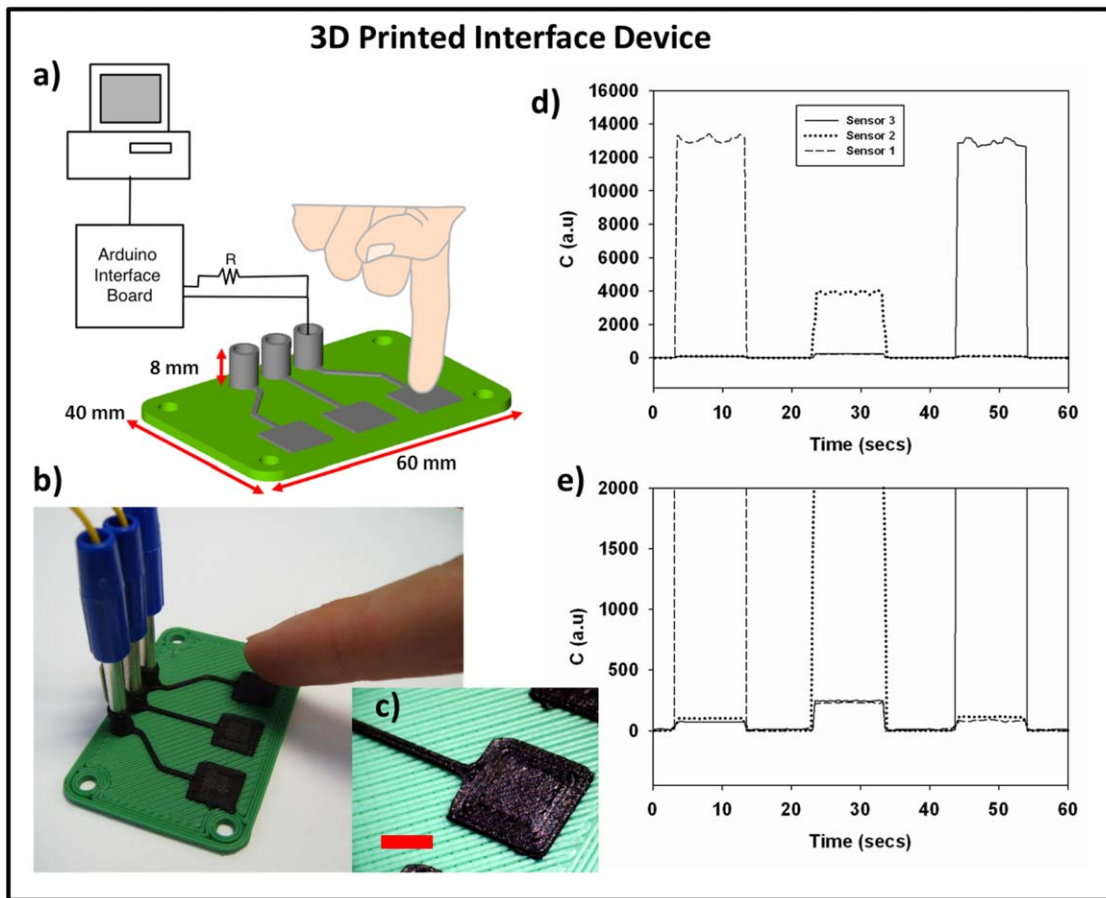 3D Printed Interface Device
a)
Arduino
Interface
Board
R
8 mm
40 mm
60 mm
b)
c)
d)
16000
14000
12000
10000
8000
6000
4000
2000
0
C (a.u)
Sensor 3
Sensor 2
Sensor 1
0 10 20 30 40 50 60
Time (secs)
e)
2000
1500
1000
500
0
C (a.u)
0 10 20 30 40 50 60
Time (secs)